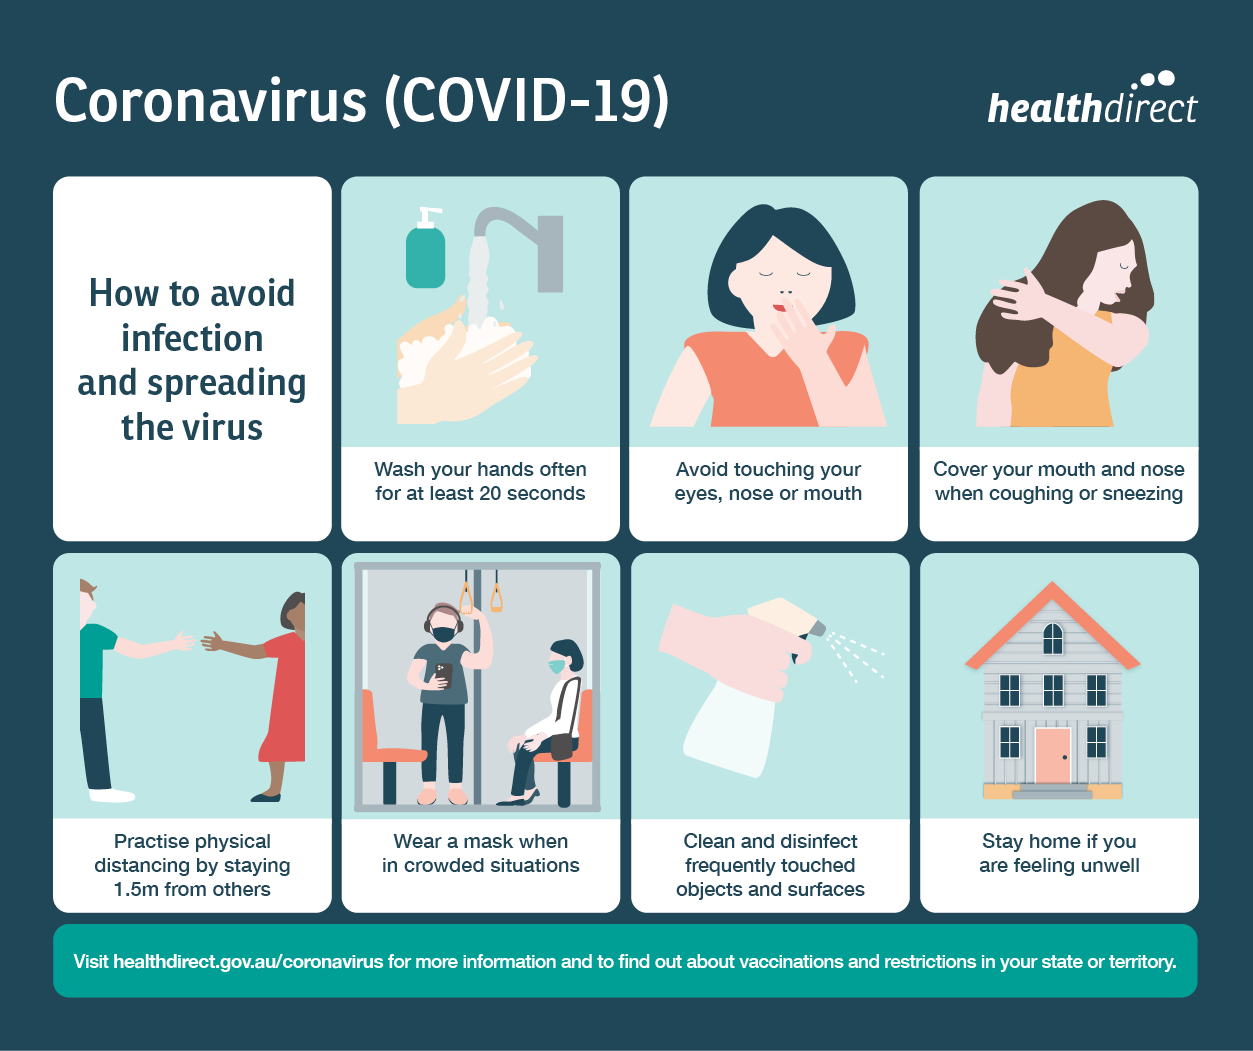 Coronavirus (COVID-19)
healthdirect
How to avoid
infection
and spreading
the virus
Wash your hands often
for at least 20 seconds
Avoid touching your
eyes, nose or mouth
Cover your mouth and nose
when coughing or sneezing
Practise physical
distancing by staying
1.5m from others
Wear a mask when
in crowded situations
Clean and disinfect
frequently touched
objects and surfaces
Stay home if you
are feeling unwell
Visit healthdirect.gov.au/coronavirus for more information and to find out about vaccinations and restrictions in your state or territory.